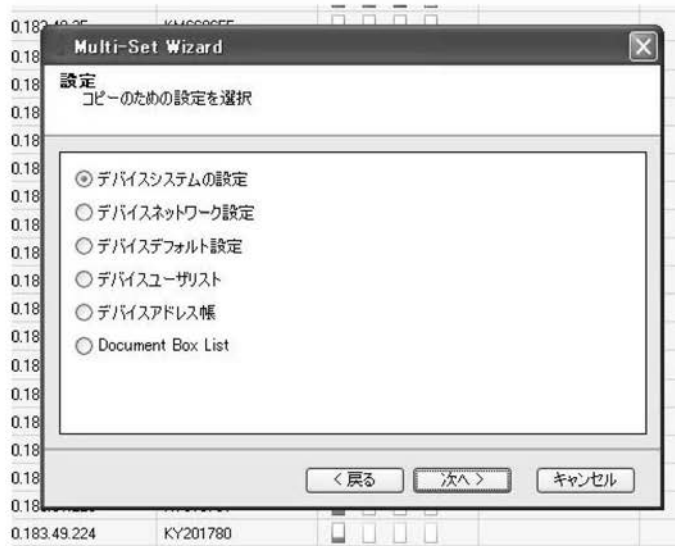 Multi-Set Wizard
設定
コピーのための設定を選択
デバイスシステムの設定
デバイスネットワーク設定
デバイスデフォルト設定
デバイスユーザリスト
デバイスアドレス帳
Document Box List
<戻る
次へ>
キャンセル
0.183.49.224 KY201780